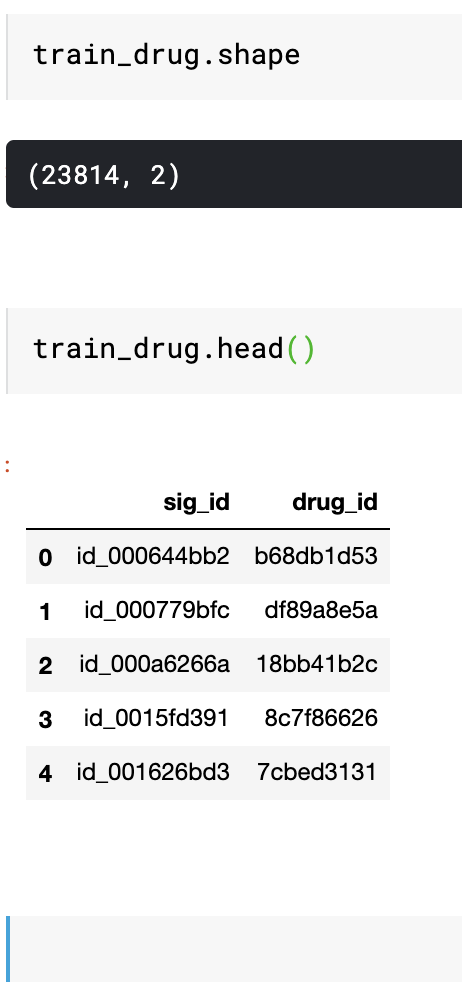 train_drug.shape
(23814, 2)
train_drug.head()
:
sig_id drug_id
0 id_000644bb2 b68db1d53
1 id_000779bfc df89a8e5a
2 id_000a6266a 18bb41b2c
3 id_0015fd391 8c7f86626
4 id_001626bd3 7cbed3131